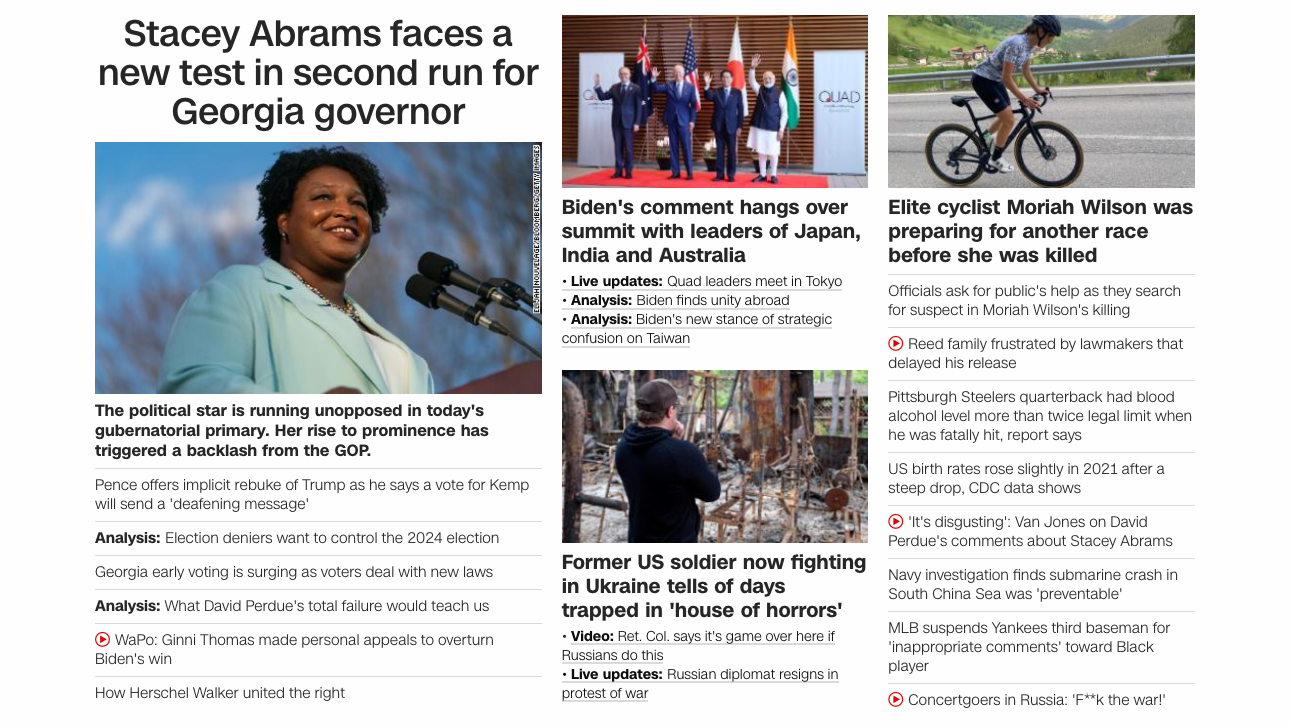 Stacey Abrams faces a
new test in second run for
Georgia governor
ELIJAH NOUVELAGE/BLOOMBERG/GETTY IMAGES
The political star is running unopposed in today's
gubernatorial primary. Her rise to prominence has
triggered a backlash from the GOP.
Pence offers implicit rebuke of Trump as he says a vote for Kemp
will send a 'deafening message'
Analysis: Election deniers want to control the 2024 election
Georgia early voting is surging as voters deal with new laws
Analysis: What David Perdue's total failure would teach us
WaPo: Ginni Thomas made personal appeals to overturn
Biden's win
How Herschel Walker united the right
QUAD
Biden's comment hangs over
summit with leaders of Japan,
India and Australia
• Live updates: Quad leaders meet in Tokyo
• Analysis: Biden finds unity abroad
• Analysis: Biden's new stance of strategic
confusion on Taiwan
Former US soldier now fighting
in Ukraine tells of days
trapped in 'house of horrors'
• Video: Ret. Col. says it's game over here if
Russians do this
• Live updates: Russian diplomat resigns in
protest of war
Elite cyclist Moriah Wilson was
preparing for another race
before she was killed
Officials ask for public's help as they search
for suspect in Moriah Wilson's killing
Reed family frustrated by lawmakers that
delayed his release
Pittsburgh Steelers quarterback had blood
alcohol level more than twice legal limit when
he was fatally hit, report says
US birth rates rose slightly in 2021 after a
steep drop, CDC data shows
'It's disgusting': Van Jones on David
Perdue's comments about Stacey Abrams
Navy investigation finds submarine crash in
South China Sea was 'preventable'
MLB suspends Yankees third baseman for
'inappropriate comments' toward Black
player
Concertgoers in Russia: 'F**k the war!'